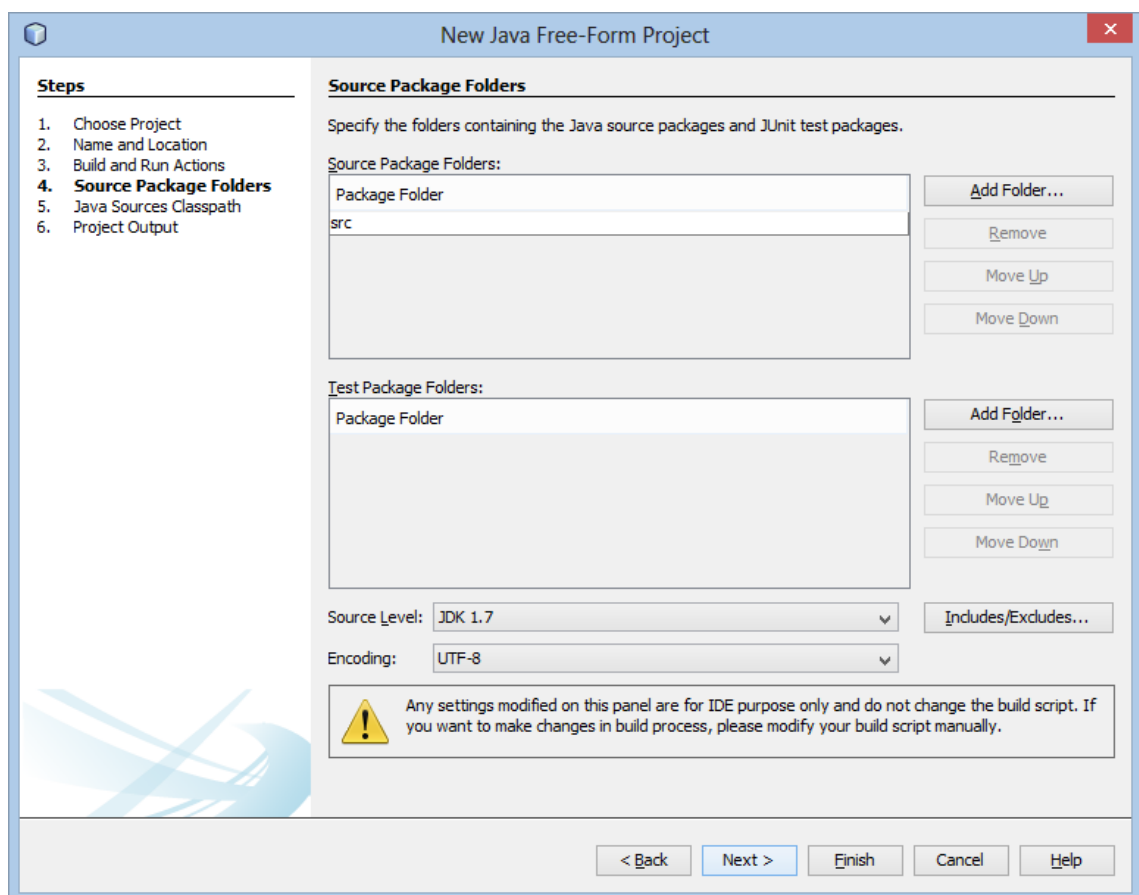 New Java Free-Form Project
Steps
1. Choose Project
2. Name and Location
3. Build and Run Actions
4. Source Package Folders
5. Java Sources Classpath
6. Project Output
Source Package Folders
Specify the folders containing the Java source packages and JUnit test packages.
Source Package Folders:
Package Folder
src
Add Folder...
Remove
Move Up
Move Down
Test Package Folders:
Package Folder
Add Folder...
Remove
Move Up
Move Down
Source Level: JDK 1.7 Includes/Excludes...
Encoding: UTF-8
Any settings modified on this panel are for IDE purpose only and do not change the build script. If
you want to make changes in build process, please modify your build script manually.
< Back Next > Finish Cancel Help